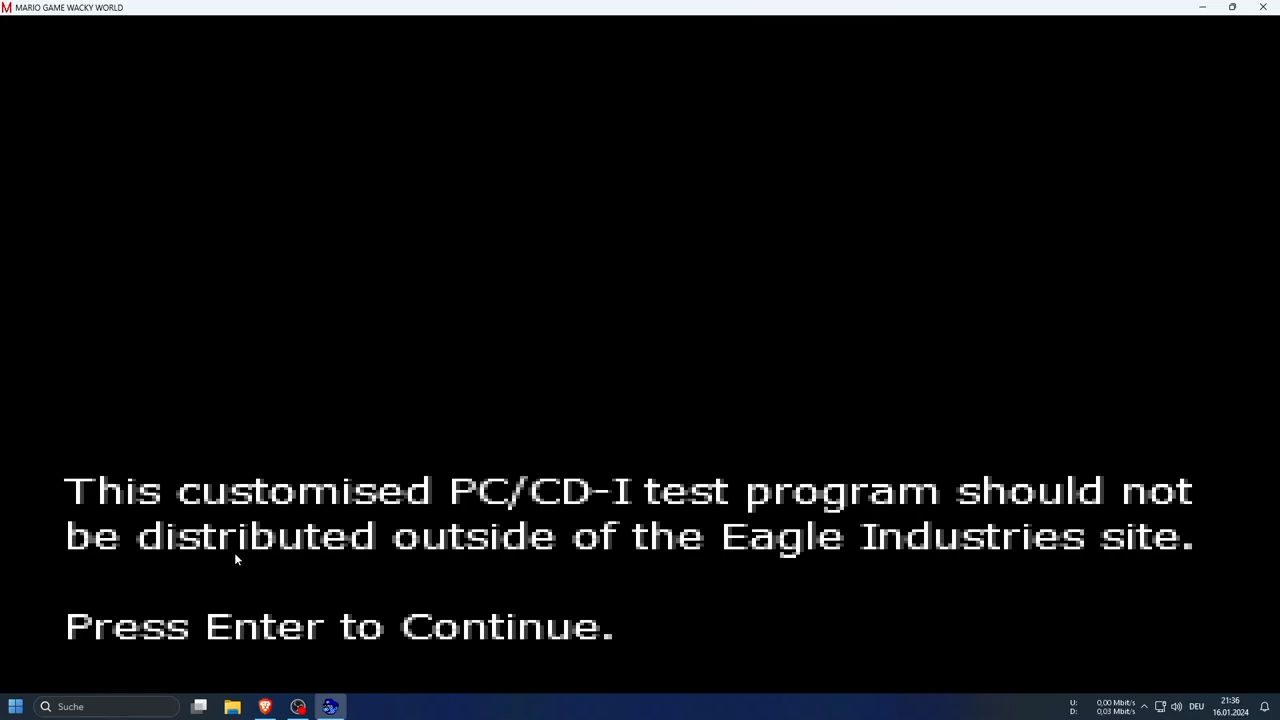 MARIO GAME WACKY WORLD
This customised PC/CD-I test program should not
be distributed outside of the Eagle Industries site.
Press Enter to Continue.
Suche
U: 0,00 Mbit/s
D: 0,03 Mbit/s
DEU
21:36
16.01.2024